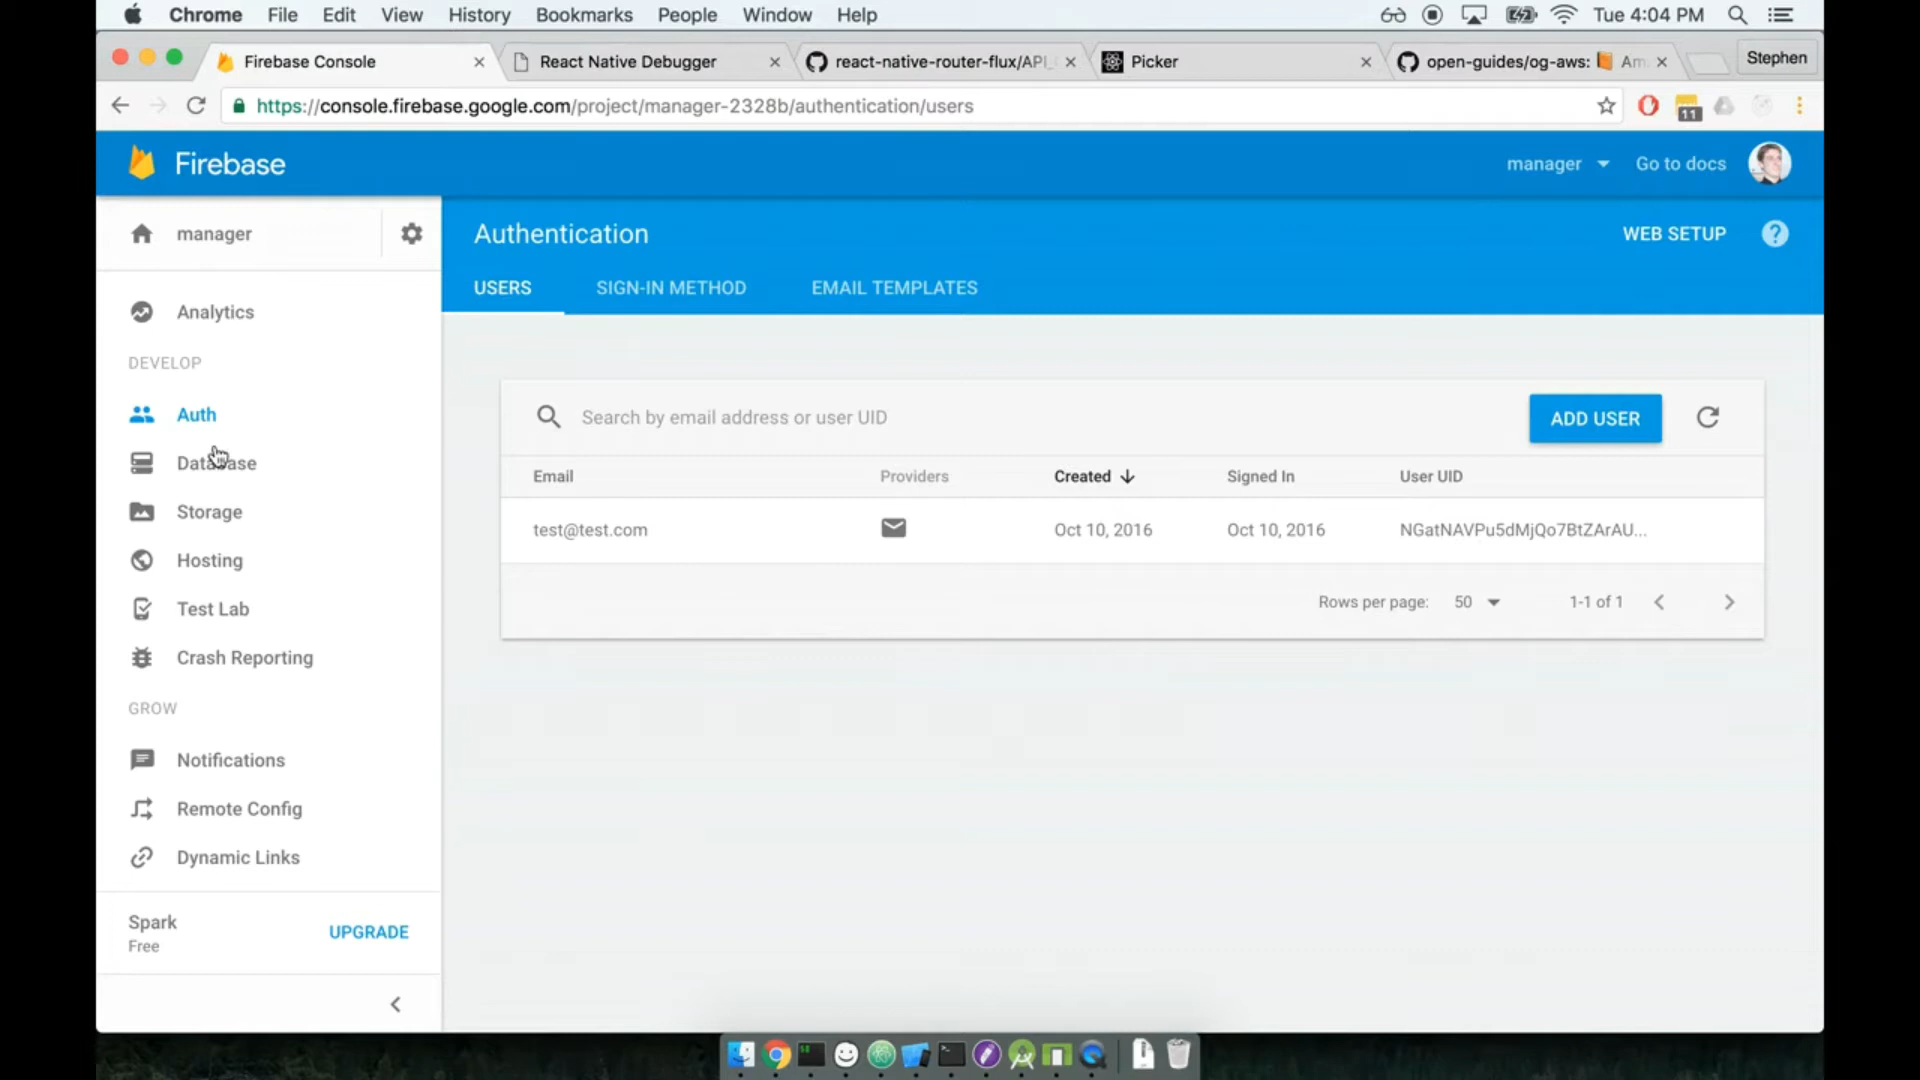 Chrome File Edit View History Bookmarks People Window Help Tue 4:04 PM
Firebase Console React Native Debugger react-native-router-flux/API_ Picker open-guides/og-aws: Am Stephen
https://console.firebase.google.com/project/manager-2328b/authentication/users 11
Firebase manager Go to docs
manager Authentication WEB SETUP ?
USERS SIGN-IN METHOD EMAIL TEMPLATES
Analytics
DEVELOP
Auth
Database
Storage
Hosting
Test Lab
Crash Reporting
GROW
Notifications
Remote Config
Dynamic Links
Spark
Free
UPGRADE
Search by email address or user UID ADD USER
Email Providers Created Signed In User UID
test@test.com Oct 10, 2016 Oct 10, 2016 NGatNAVPu5dMjQo7BtZArAU...
Rows per page: 50 1-1 of 1